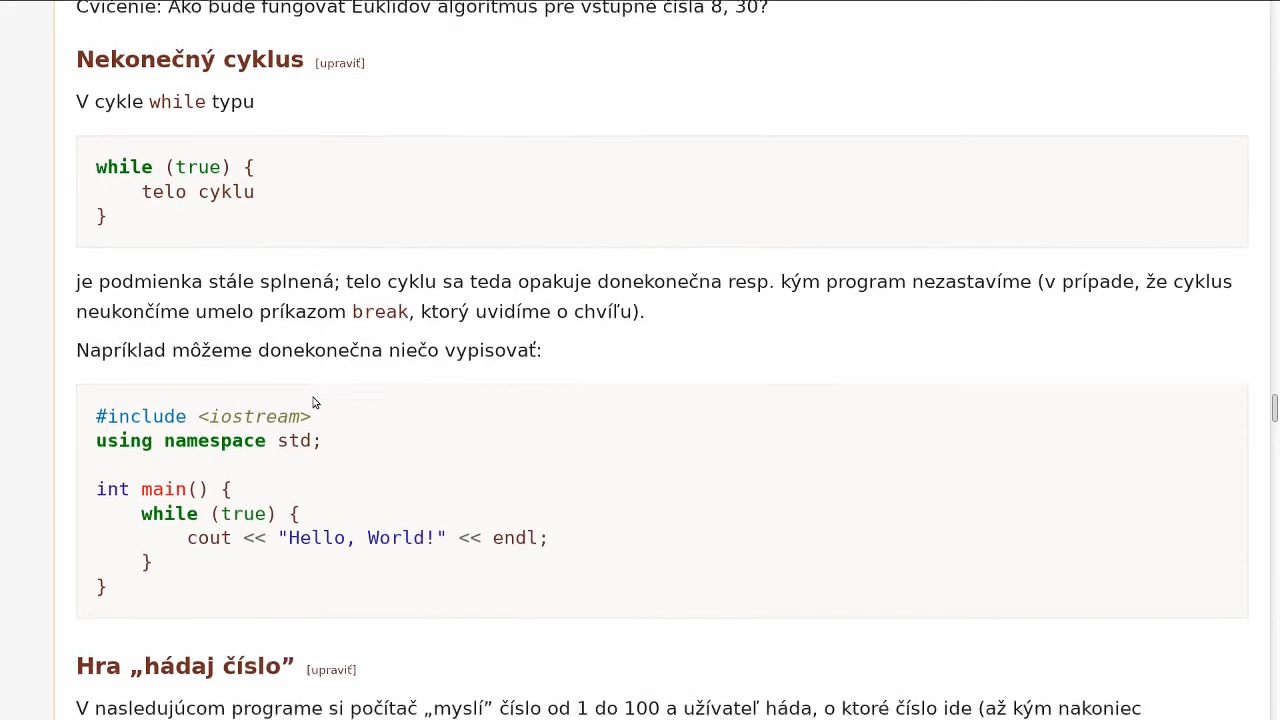 Cvičenie: Ako bude fungovať Euklidov algoritmus pre vstupné čísla 8, 30?
Nekonečný cyklus [upraviť]
V cykle while typu
while (true) {
    telo cyklu
}
je podmienka stále splnená; telo cyklu sa teda opakuje donekonečna resp. kým program nezastavíme (v prípade, že cyklus
neukončíme umelo príkazom break, ktorý uvidíme o chvíľu).
Napríklad môžeme donekonečna niečo vypisovať:
#include <iostream>
using namespace std;
int main() {
    while (true) {
        cout << "Hello, World!" << endl;
    }
}
Hra „hádaj číslo” [upraviť]
V nasledujúcom programe si počítač „myslí” číslo od 1 do 100 a užívateľ háda, o ktoré číslo ide (až kým nakoniec